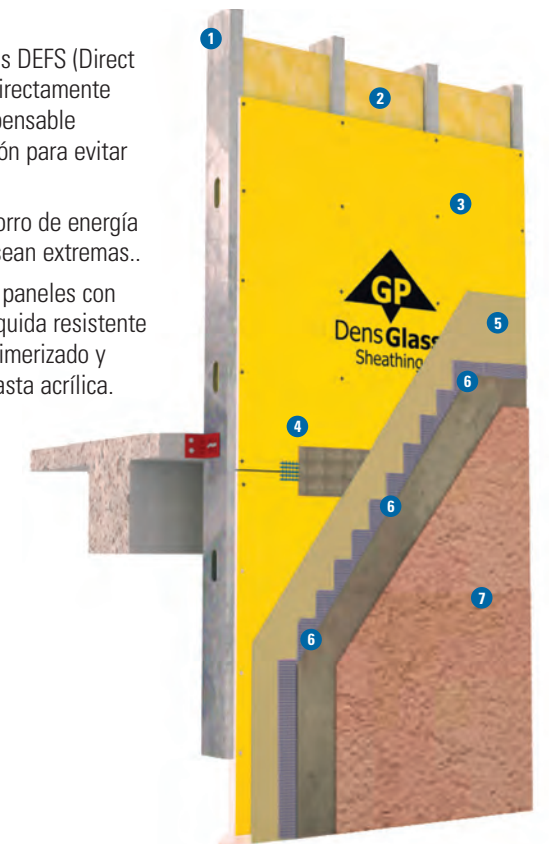 s DEFS (Direct
irectamente
pensable
ón para evitar
orro de energía
sean extremas..
paneles con
quida resistente
imerizado y
asta acrílica.
1
2
3
GP
DensGlass
Sheathing
4
5
6
6
6
7